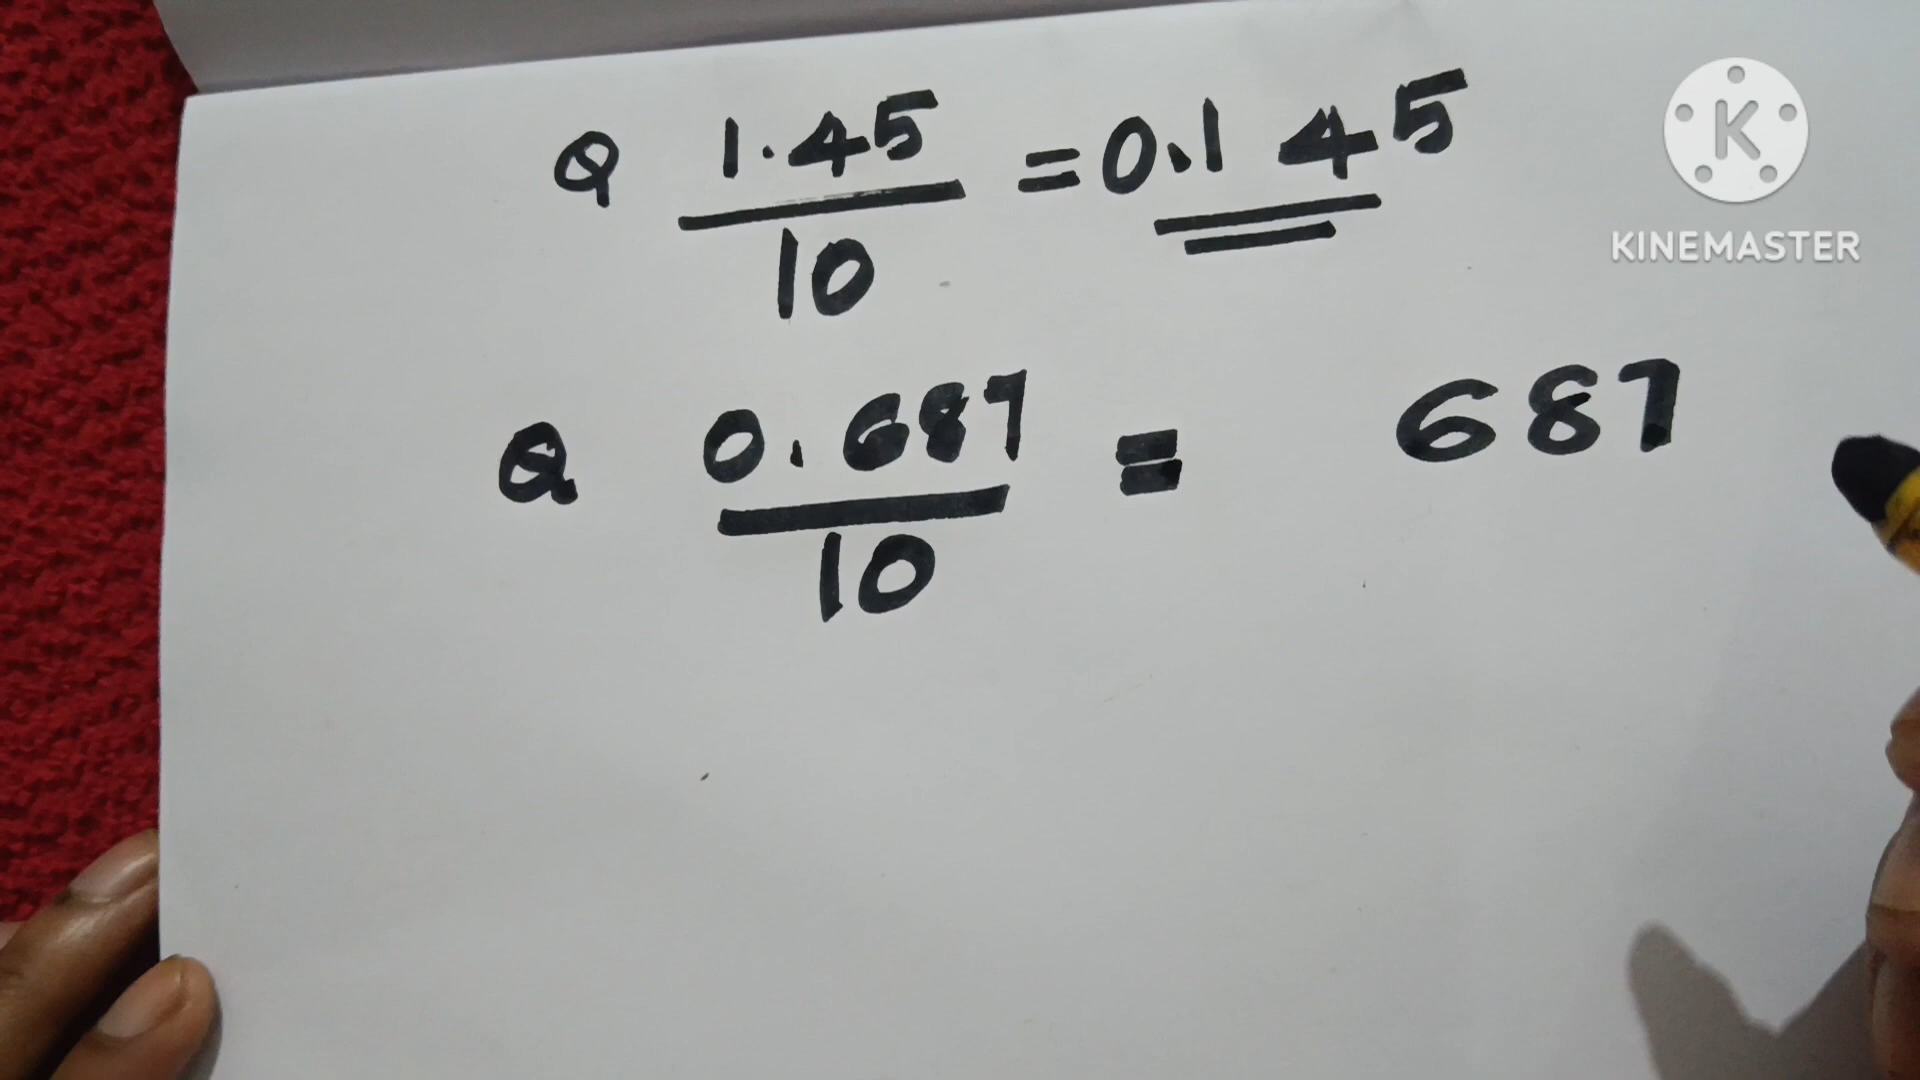 Q 1.45/10 = 0.145
Q 0.687/10 = 687
K
KINEMASTER